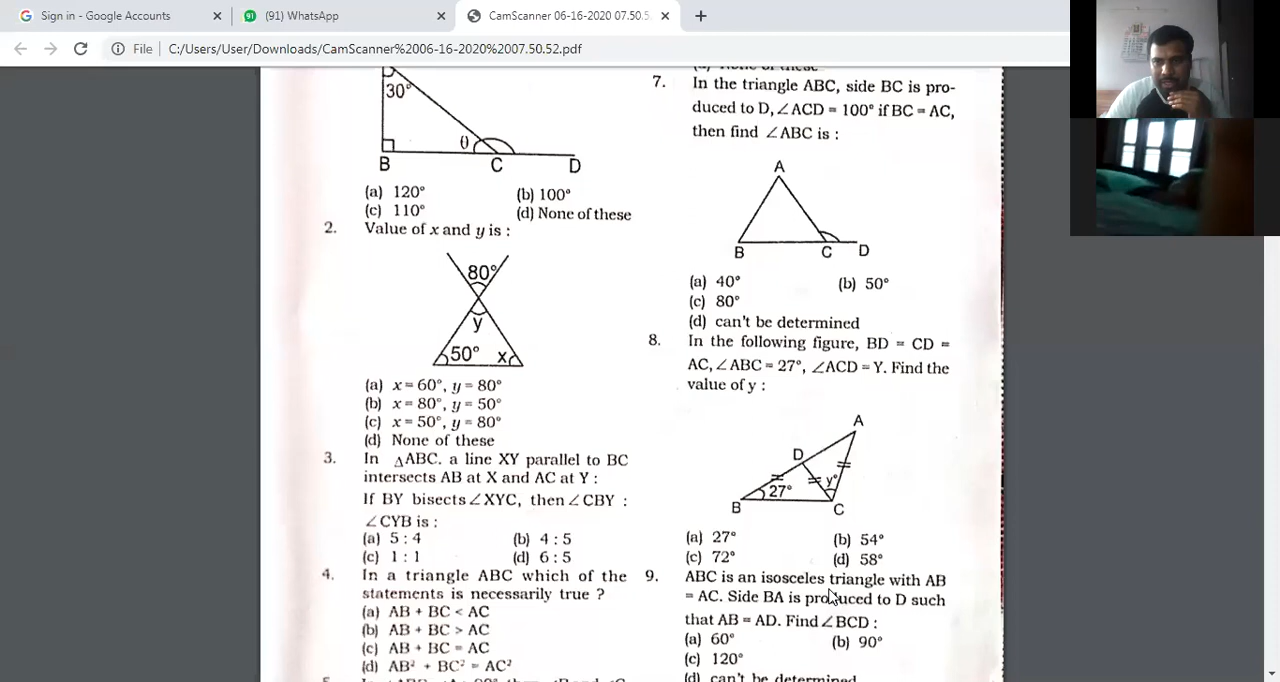 Sign in - Google Accounts
(91) WhatsApp
CamScanner 06-16-2020 07.50.5
File
C:/Users/User/Downloads/CamScanner%2006-16-2020%2007.50.52.pdf
30°
θ
B
C
D
(a) 120°
(b) 100°
(c) 110°
(d) None of these
2. Value of x and y is :
80°
y
50°
x
(a) x = 60°, y = 80°
(b) x = 80°, y = 50°
(c) x = 50°, y = 80°
(d) None of these
3. In △ABC. a line XY parallel to BC
intersects AB at X and AC at Y :
If BY bisects ∠XYC, then ∠CBY :
∠CYB is :
(a) 5 : 4
(b) 4 : 5
(c) 1 : 1
(d) 6 : 5
4. In a triangle ABC which of the
statements is necessarily true ?
(a) AB + BC < AC
(b) AB + BC > AC
(c) AB + BC = AC
(d) AB² + BC² = AC²
7. In the triangle ABC, side BC is pro-
duced to D, ∠ACD = 100° if BC = AC,
then find ∠ABC is :
A
B
C
D
(a) 40°
(b) 50°
(c) 80°
(d) can't be determined
8. In the following figure, BD = CD =
AC, ∠ABC = 27°, ∠ACD = Y. Find the
value of y :
A
D
27°
y°
B
C
(a) 27°
(b) 54°
(c) 72°
(d) 58°
9. ABC is an isosceles triangle with AB
= AC. Side BA is produced to D such
that AB = AD. Find ∠BCD :
(a) 60°
(b) 90°
(c) 120°
(d) can't be determined